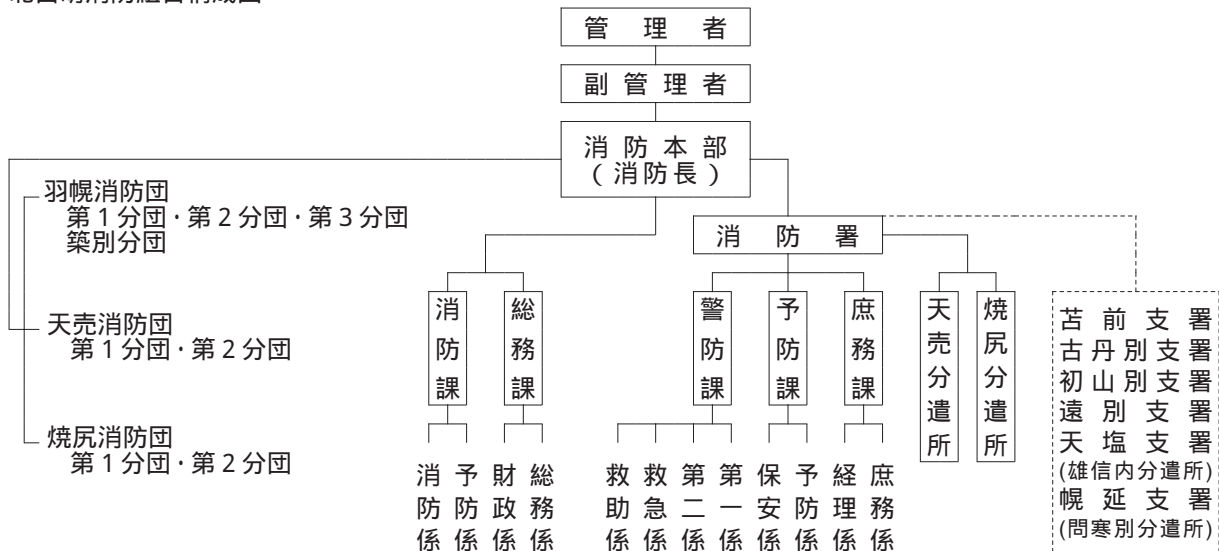 管理者
副管理者
消防本部
(消防長)
羽幌消防団
第1分団・第2分団・第3分団
築別分団
天売消防団
第1分団・第2分団
焼尻消防団
第1分団・第2分団
消防署
消防課
総務課
警防課
予防課
庶務課
天売分遣所
焼尻分遣所
消防係
予防係
財政係
総務係
救助係
救急係
第二係
第一係
保安係
予防係
経理係
庶務係
苫前支署
古丹別支署
初山別支署
遠別支署
天塩支署
(雄信内分遣所)
幌延支署
(問寒別分遣所)